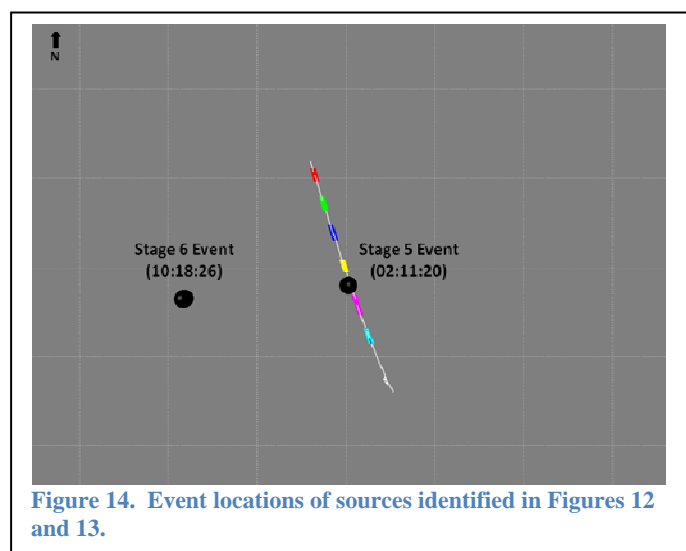 N
Stage 6 Event
(10:18:26)
Stage 5 Event
(02:11:20)
Figure 14. Event locations of sources identified in Figures 12
and 13.